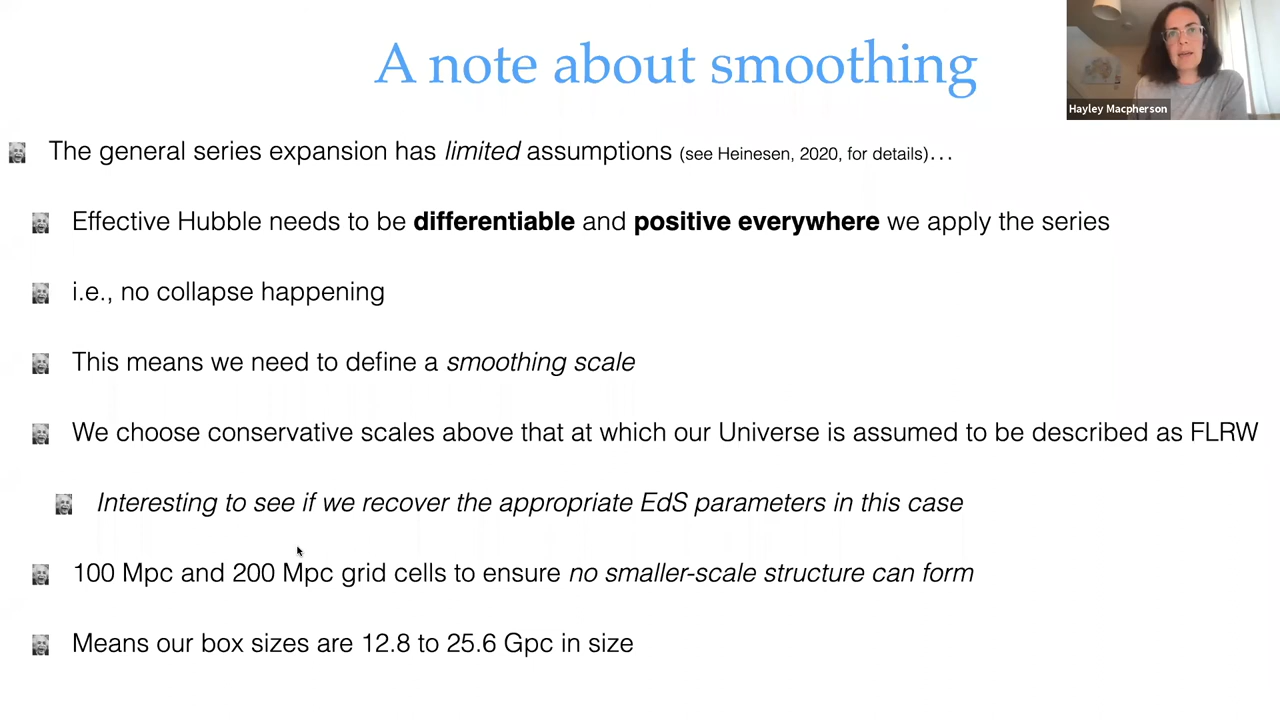 A note about smoothing
Hayley Macpherson
The general series expansion has limited assumptions (see Heinesen, 2020, for details)…
Effective Hubble needs to be differentiable and positive everywhere we apply the series
i.e., no collapse happening
This means we need to define a smoothing scale
We choose conservative scales above that at which our Universe is assumed to be described as FLRW
Interesting to see if we recover the appropriate EdS parameters in this case
100 Mpc and 200 Mpc grid cells to ensure no smaller-scale structure can form
Means our box sizes are 12.8 to 25.6 Gpc in size